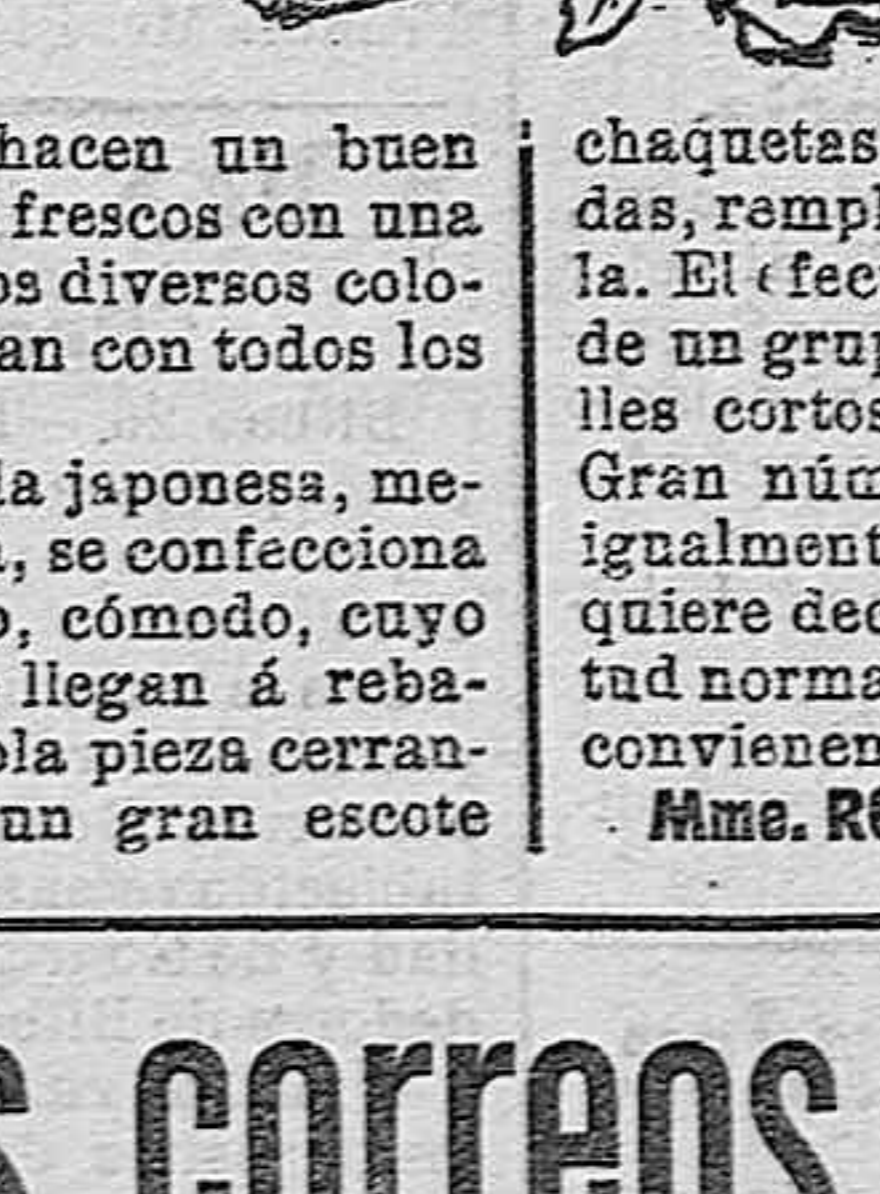 hacen un buen
frescos con una
os diversos colo-
an con todos los
la japonesa, me-
, se confecciona
o, cómodo, cuyo
llegan á reba-
ola pieza cerran-
un gran escote
chaquetas
das, rempl
la. El efec
de un grup
lles cortos
Gran núm
igualment
quiere dec
tud norma
convienen
Mme. R
correos